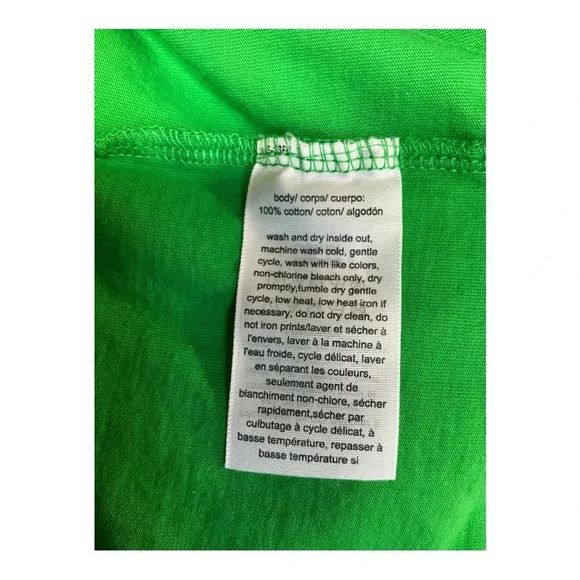 body/ corps/ cuerpo:
100% cotton/ coton/ algodón
wash and dry inside out,
machine wash cold, gentle
cycle, wash with like colors,
non-chlorine bleach only, dry
promptly,tumble dry gentle
cycle, low heat, low heat iron if
necessary, do not dry clean, do
not iron prints/laver et sécher à
l'envers, laver à la machine à
l'eau froide, cycle délicat, laver
en séparant les couleurs,
seulement agent de
blanchiment non-chlore, sécher
rapidement,sécher par
culbutage à cycle délicat, à
basse température, repasser à
basse température si